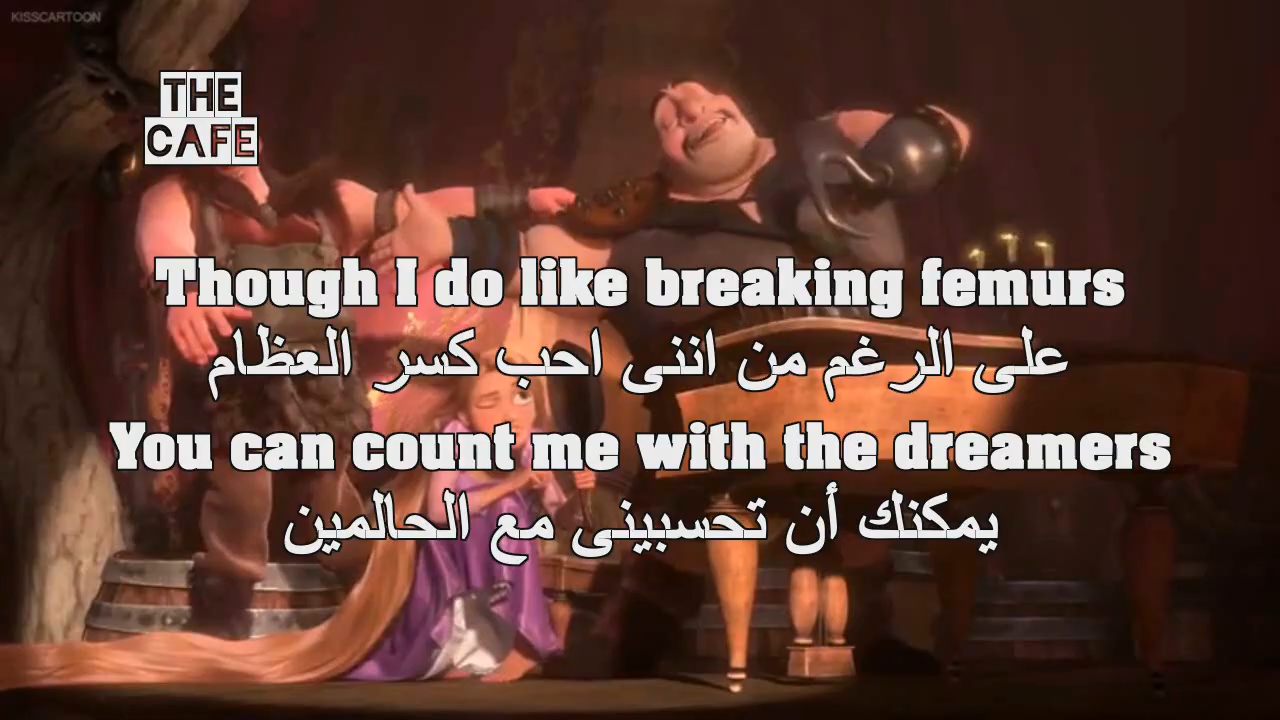 KISSCARTOON
THE
CAFE
Though I do like breaking femurs
على الرغم من اننى احب كسر العظام
You can count me with the dreamers
يمكنك أن تحسبينى مع الحالمين